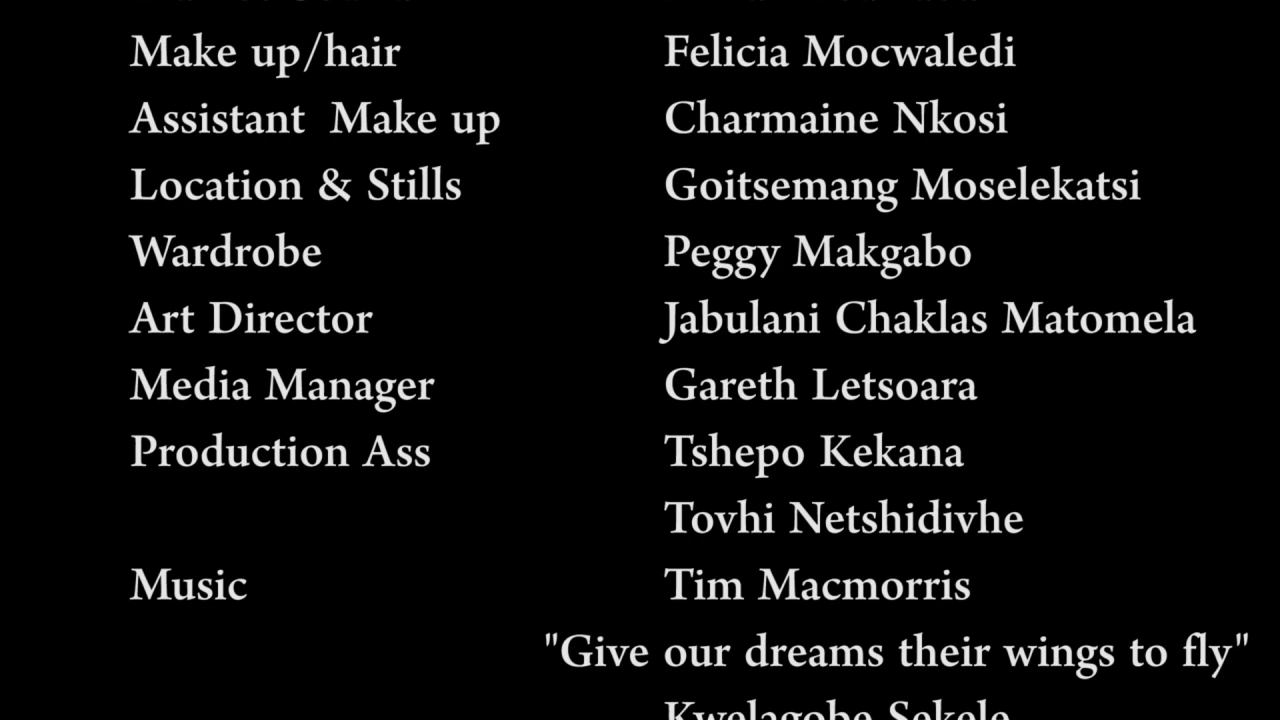 Make up/hair Felicia Mocwaledi
Assistant Make up Charmaine Nkosi
Location & Stills Goitsemang Moselekatsi
Wardrobe Peggy Makgabo
Art Director Jabulani Chaklas Matomela
Media Manager Gareth Letsoara
Production Ass Tshepo Kekana
Tovhi Netshidivhe
Music Tim Macmorris
"Give our dreams their wings to fly"
Kwelagobe Sekele